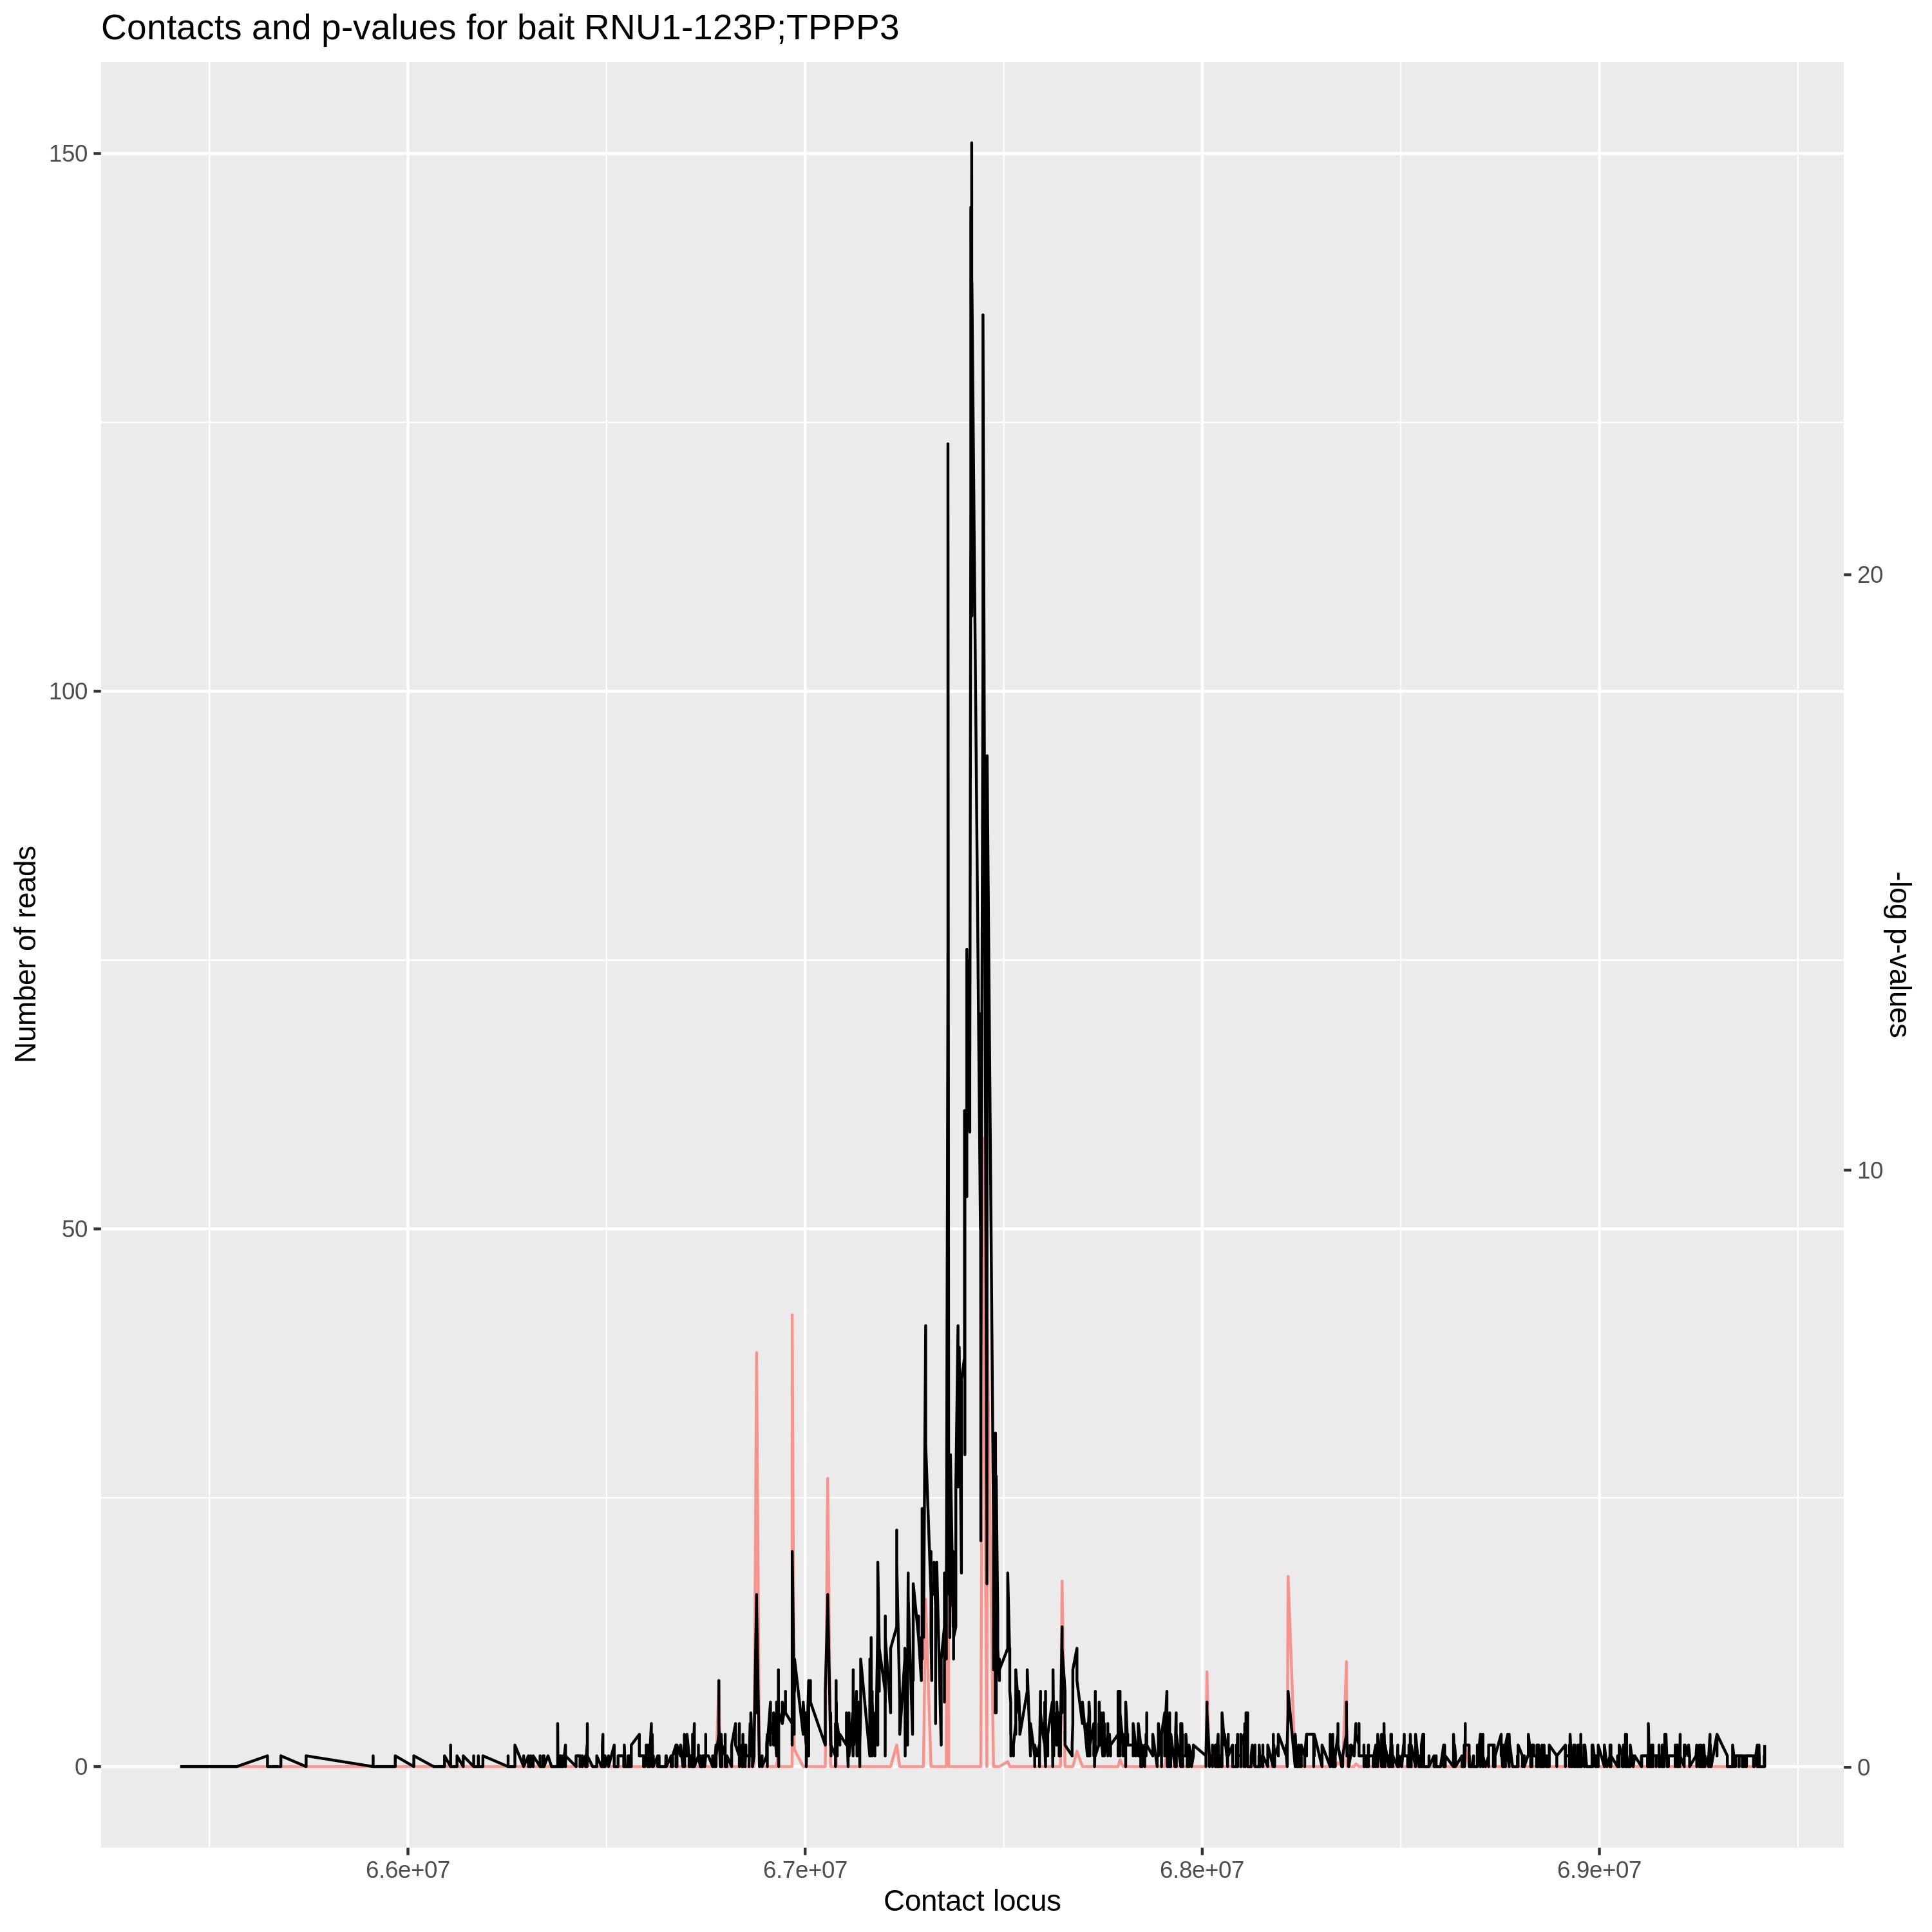 Contacts and p-values for bait RNU1-123P;TPPP3
150
100
50
0
Number of reads
20
10
0
-log p-values
6.6e+07
6.7e+07
6.8e+07
6.9e+07
Contact locus